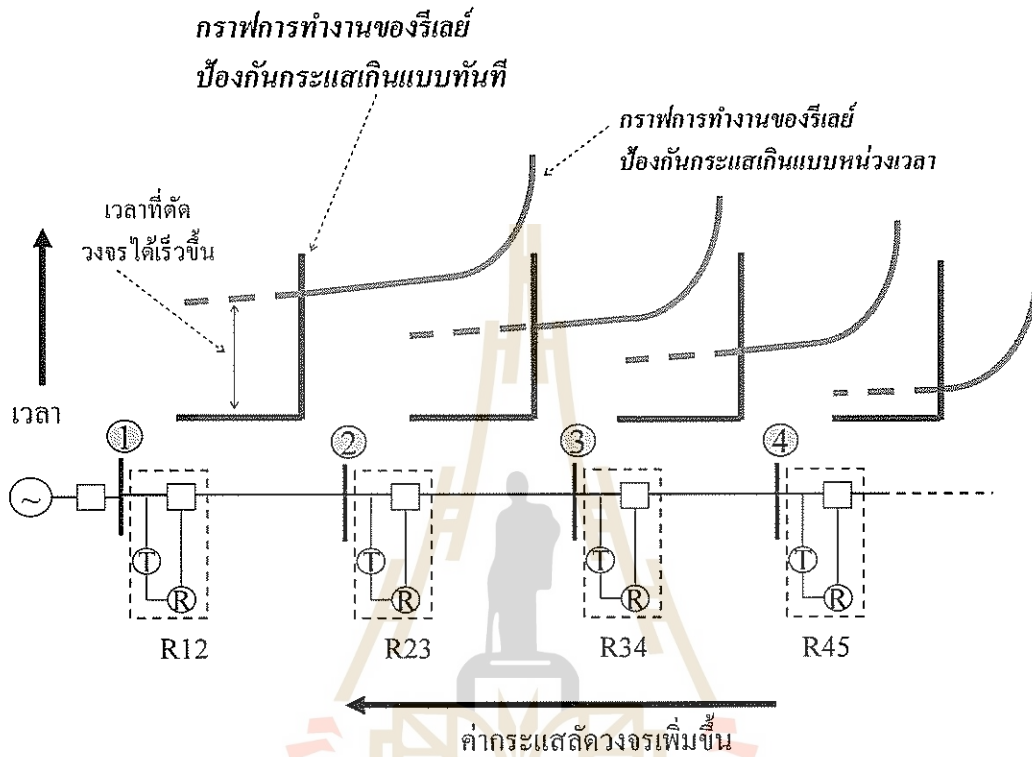 กราฟการทำงานของรีเลย์
ป้องกันกระแสเกินแบบทันที
กราฟการทำงานของรีเลย์
ป้องกันกระแสเกินแบบหน่วงเวลา
เวลาที่ตัด
วงจรได้เร็วขึ้น
เวลา
1 2 3 4
~
T T T T
R R R R
R12 R23 R34 R45
ค่ากระแสลัดวงจรเพิ่มขึ้น